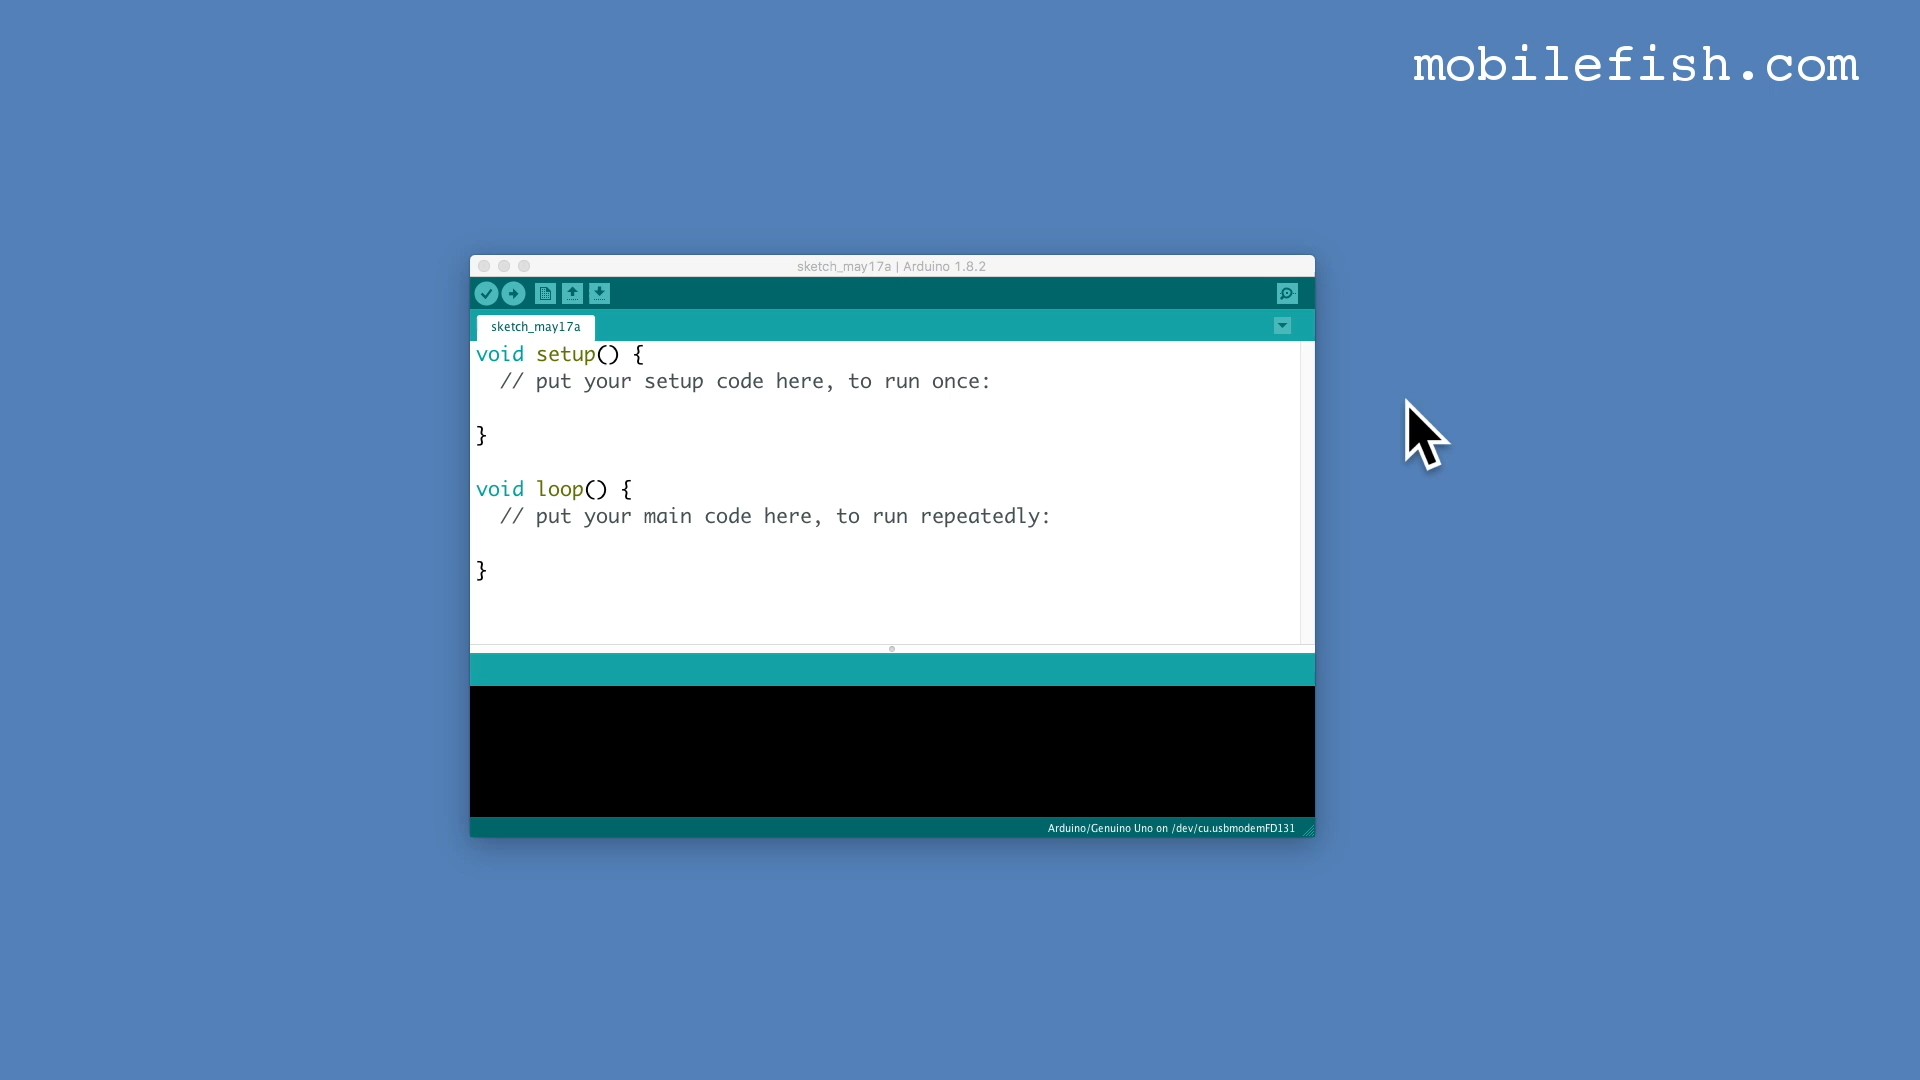 mobilefish.com
sketch_may17a | Arduino 1.8.2
sketch_may17a
void setup() {
  // put your setup code here, to run once:
}
void loop() {
  // put your main code here, to run repeatedly:
}
Arduino/Genuino Uno on /dev/cu.usbmodemFD131